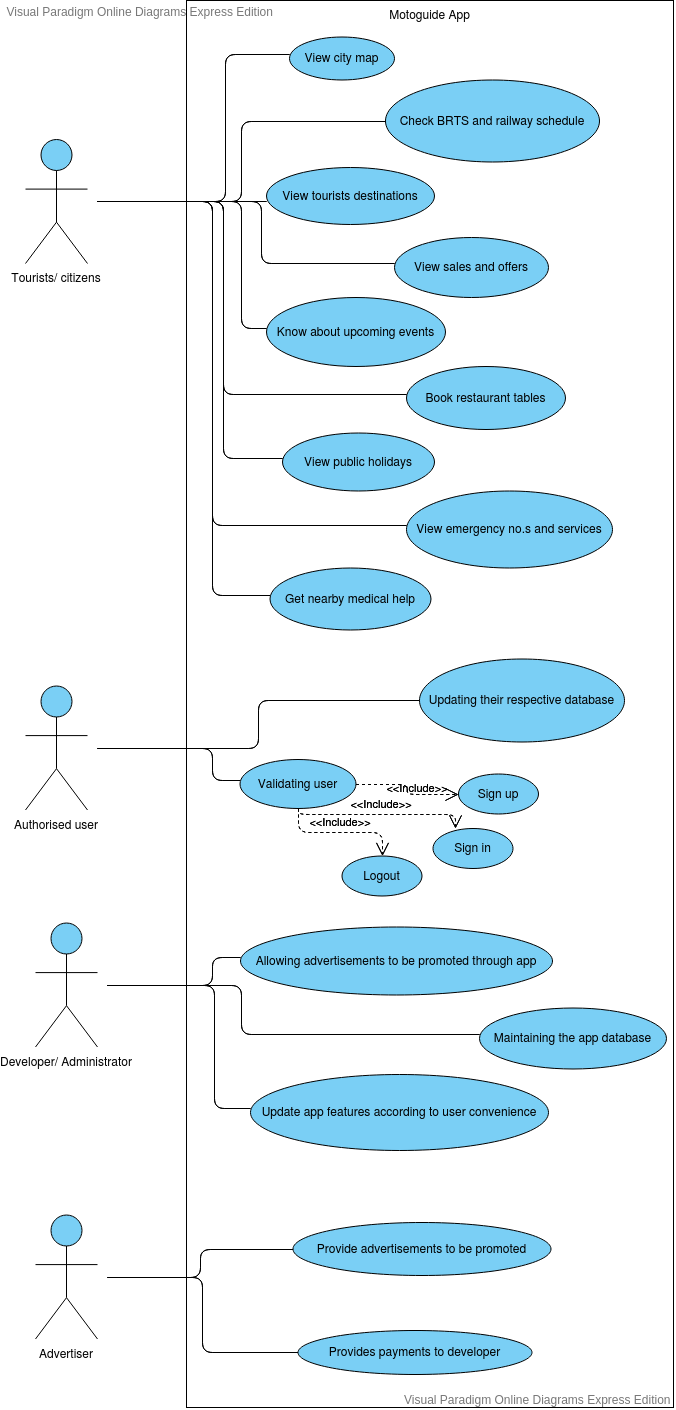 Visual Paradigm Online Diagrams Express Edition
Motoguide App
View city map
Check BRTS and railway schedule
View tourists destinations
Tourists/ citizens
View sales and offers
Know about upcoming events
Book restaurant tables
View public holidays
View emergency no.s and services
Get nearby medical help
Updating their respective database
Authorised user
Validating user
<<Include>>
Sign up
<<Include>>
<<Include>>
Sign in
Logout
Allowing advertisements to be promoted through app
Maintaining the app database
Developer/ Administrator
Update app features according to user convenience
Provide advertisements to be promoted
Advertiser
Provides payments to developer
Visual Paradigm Online Diagrams Express Edition